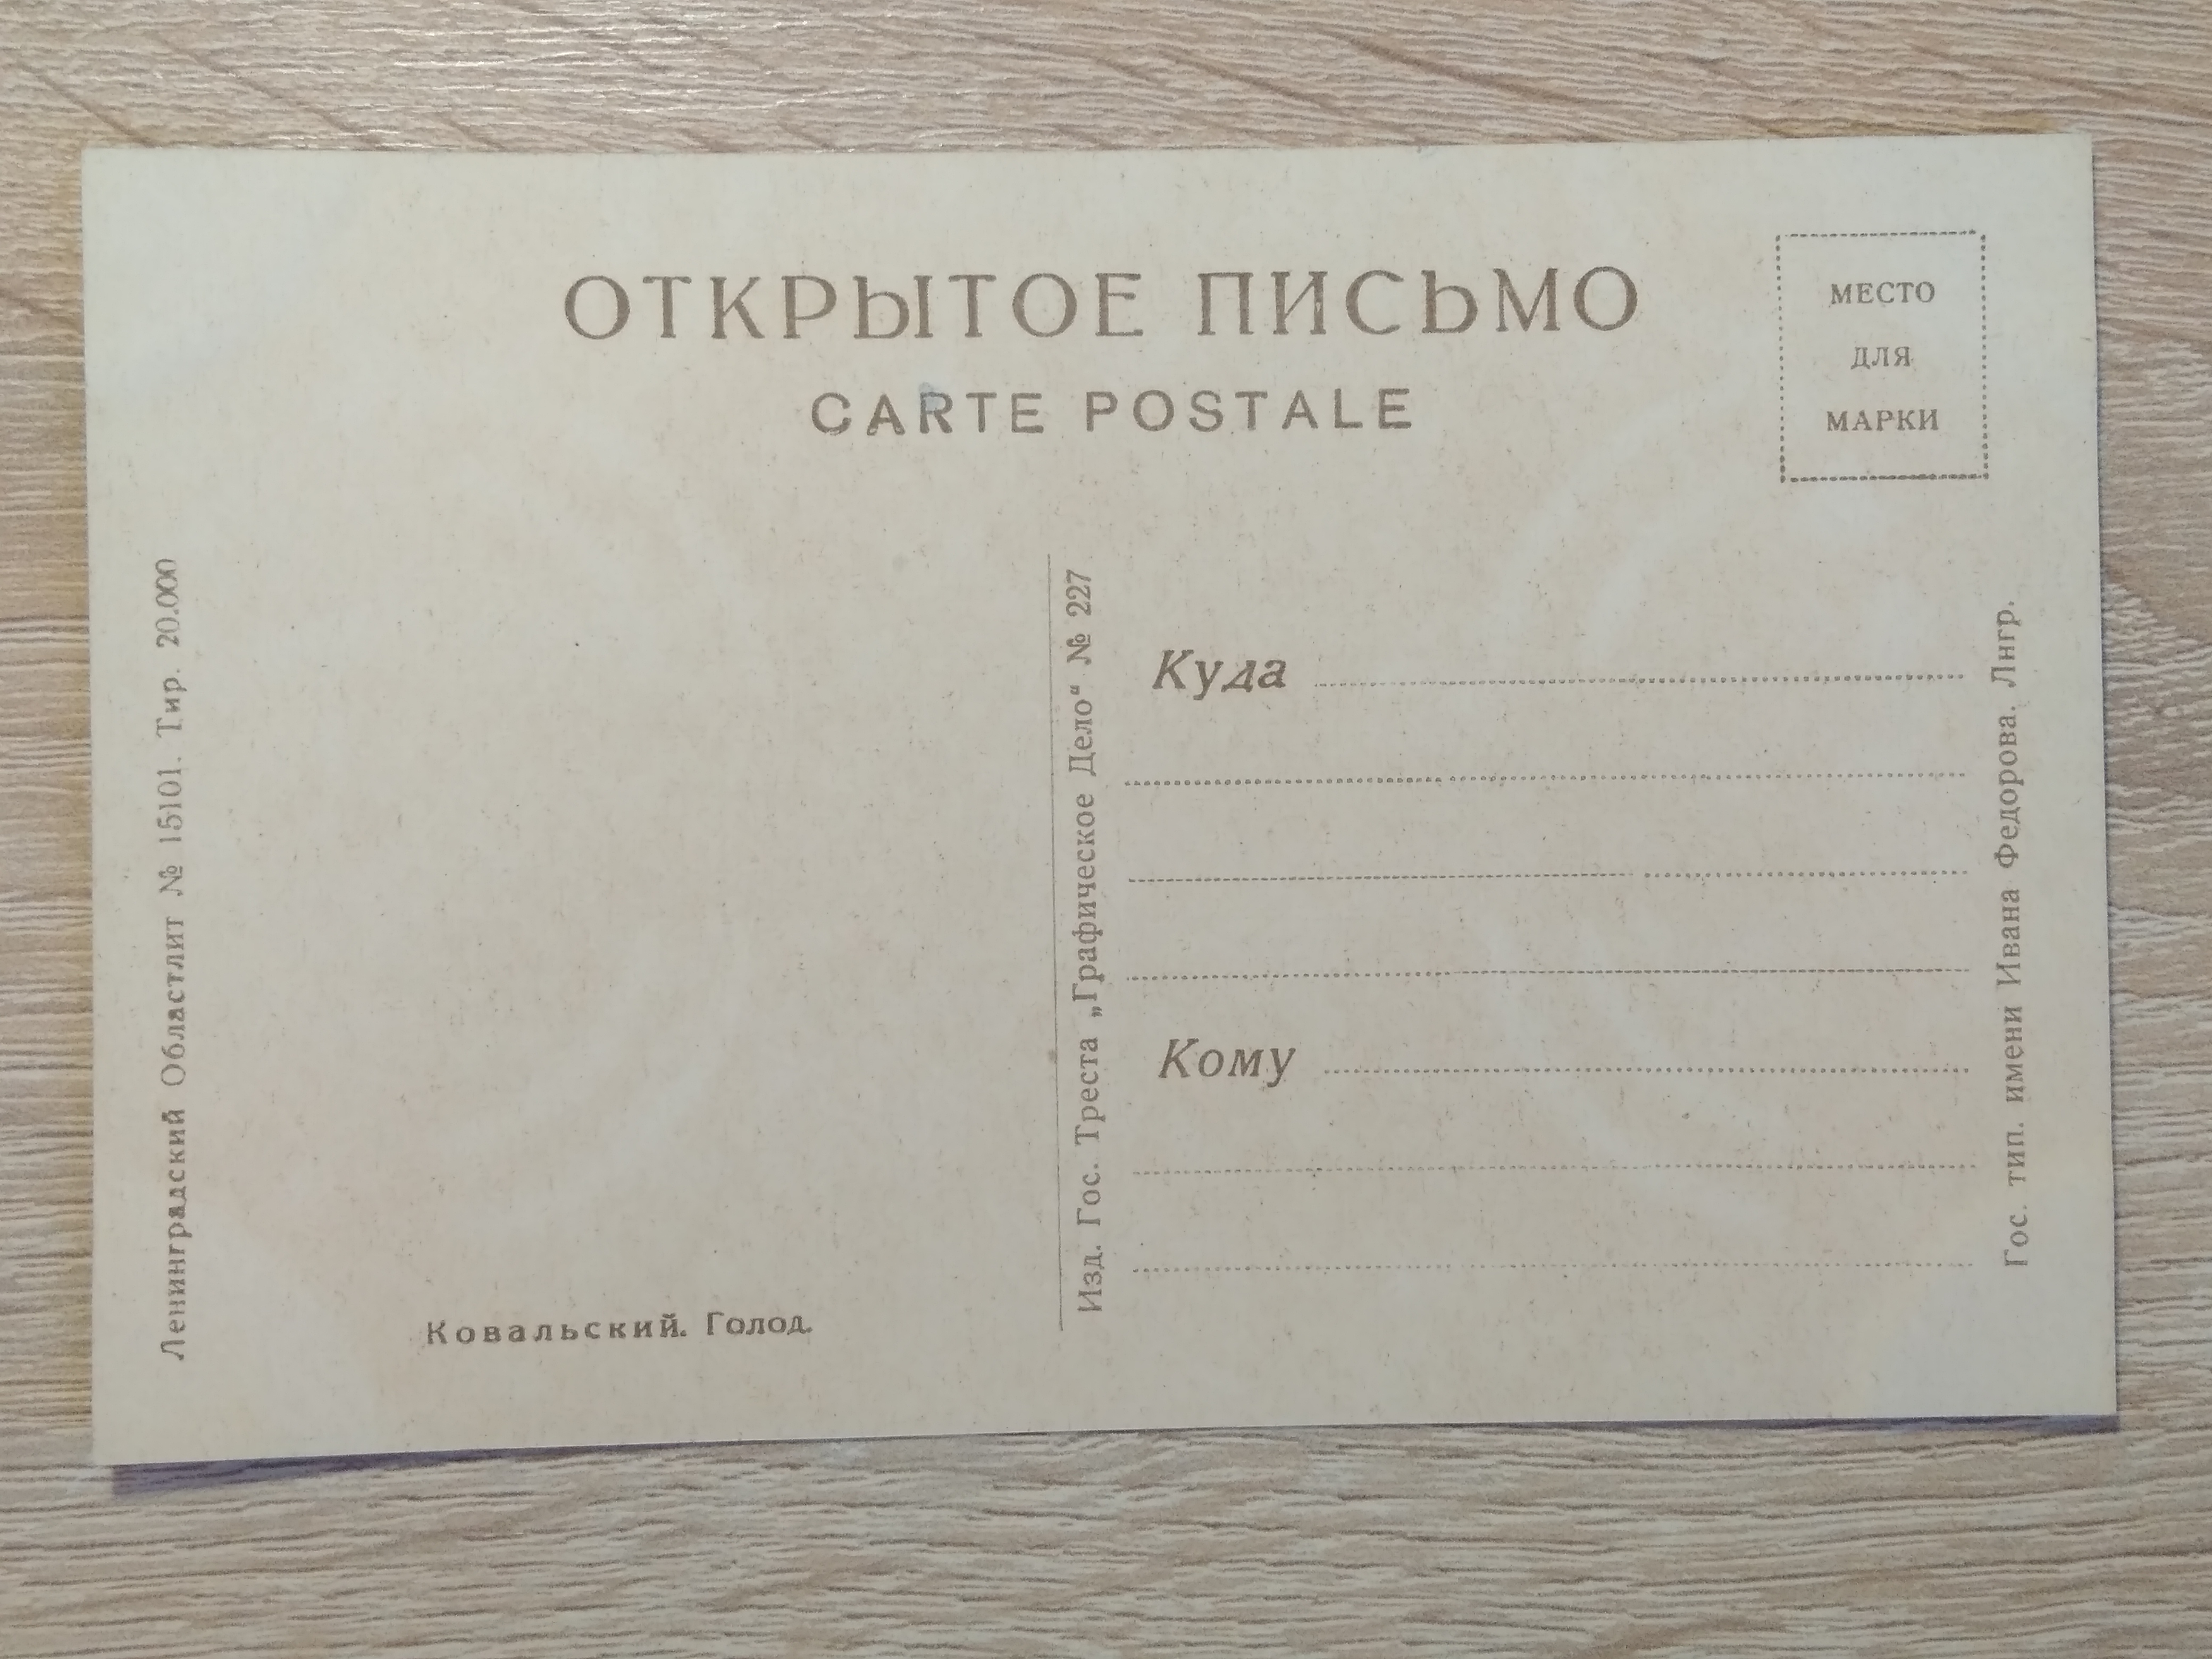 ОТКРЫТОЕ ПИСЬМО
CARTE POSTALE
МЕСТО
ДЛЯ
МАРКИ
Ленинградский Областлит № 15101. Тир. 20.000
Ковальский. Голод.
Изд. Гос. Треста „Графическое Дело“ № 227
Куда
Кому
Гос. тип. имени Ивана Федорова. Лнгр.